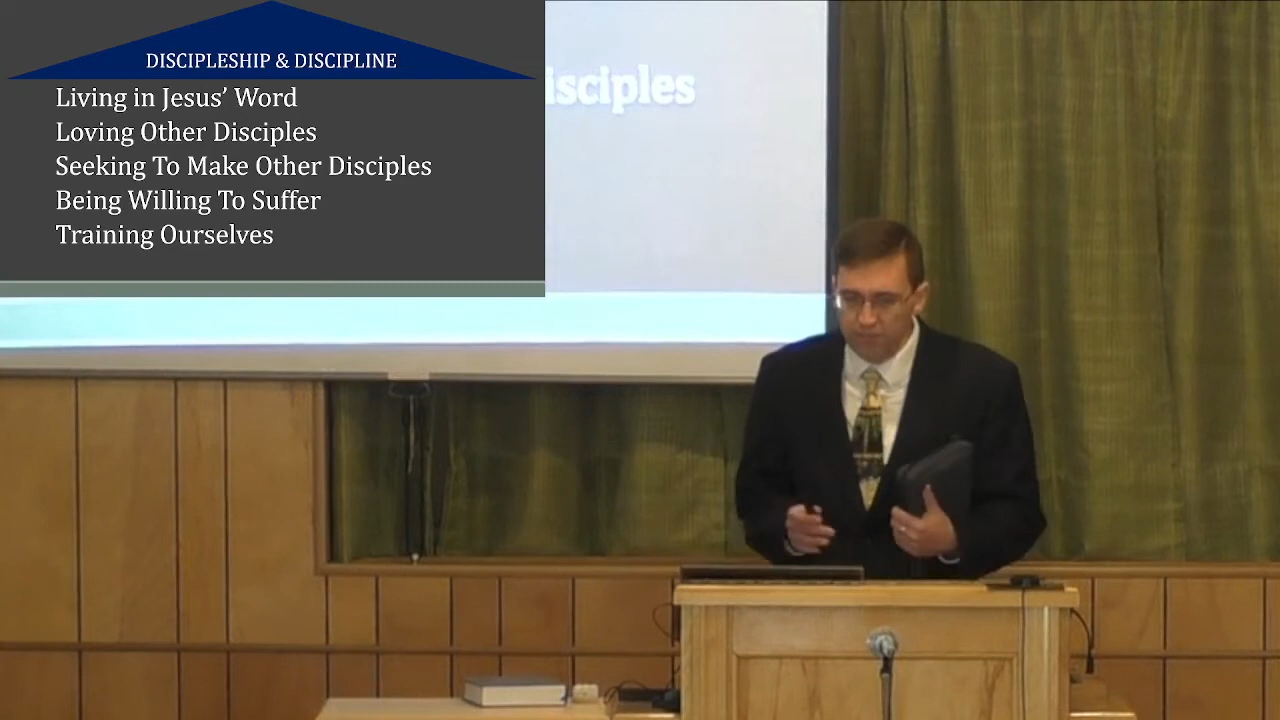 DISCIPLESHIP & DISCIPLINE
isciples
Living in Jesus’ Word
Loving Other Disciples
Seeking To Make Other Disciples
Being Willing To Suffer
Training Ourselves